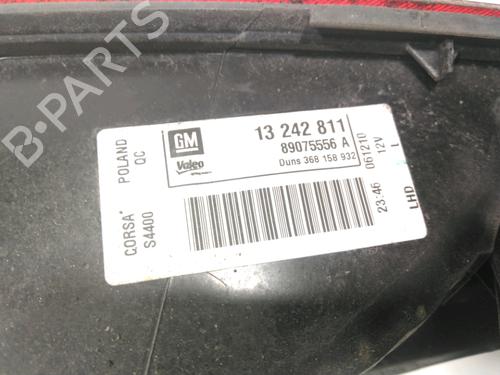 GM
Valeo
13 242 811
89075556 A
Duns 368 158 932
POLAND
QC
CORSA*
S4400
061210 12V L
23:46 LHD
B-PARTS